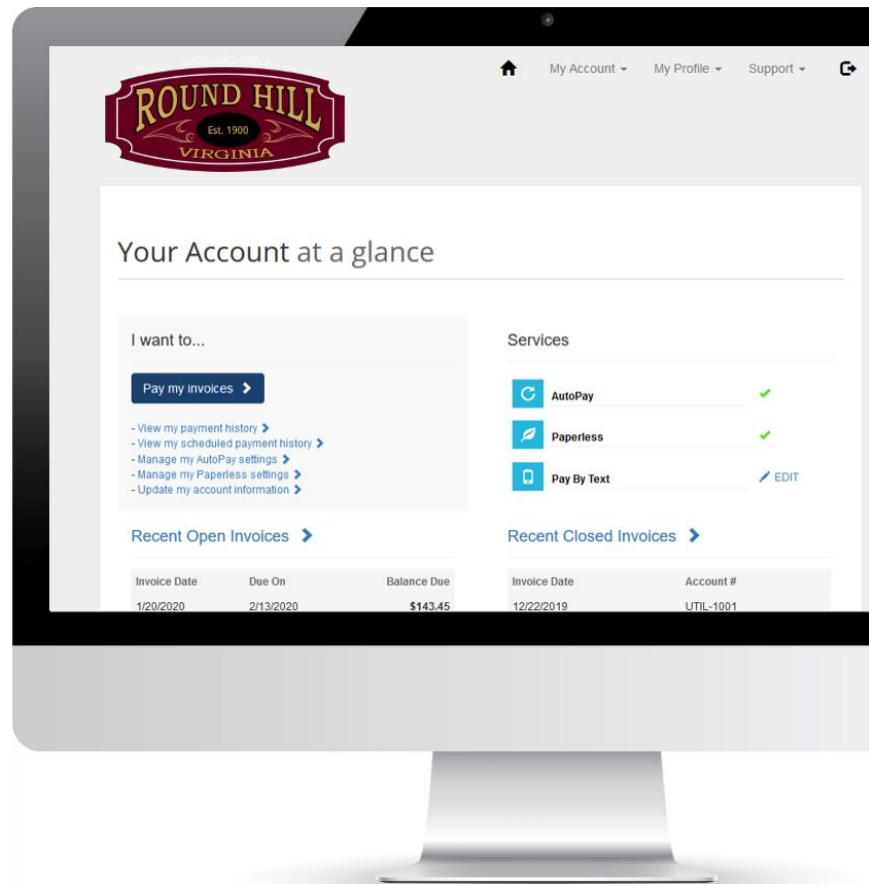 ROUND HILL
Est. 1900
VIRGINIA
My Account
My Profile
Support
Your Account at a glance
I want to...
Pay my invoices
- View my payment history
- View my scheduled payment history
- Manage my AutoPay settings
- Manage my Paperless settings
- Update my account information
Services
AutoPay
Paperless
Pay By Text
EDIT
Recent Open Invoices
Invoice Date Due On Balance Due
1/20/2020 2/13/2020 $143.45
Recent Closed Invoices
Invoice Date Account #
12/22/2019 UTIL-1001